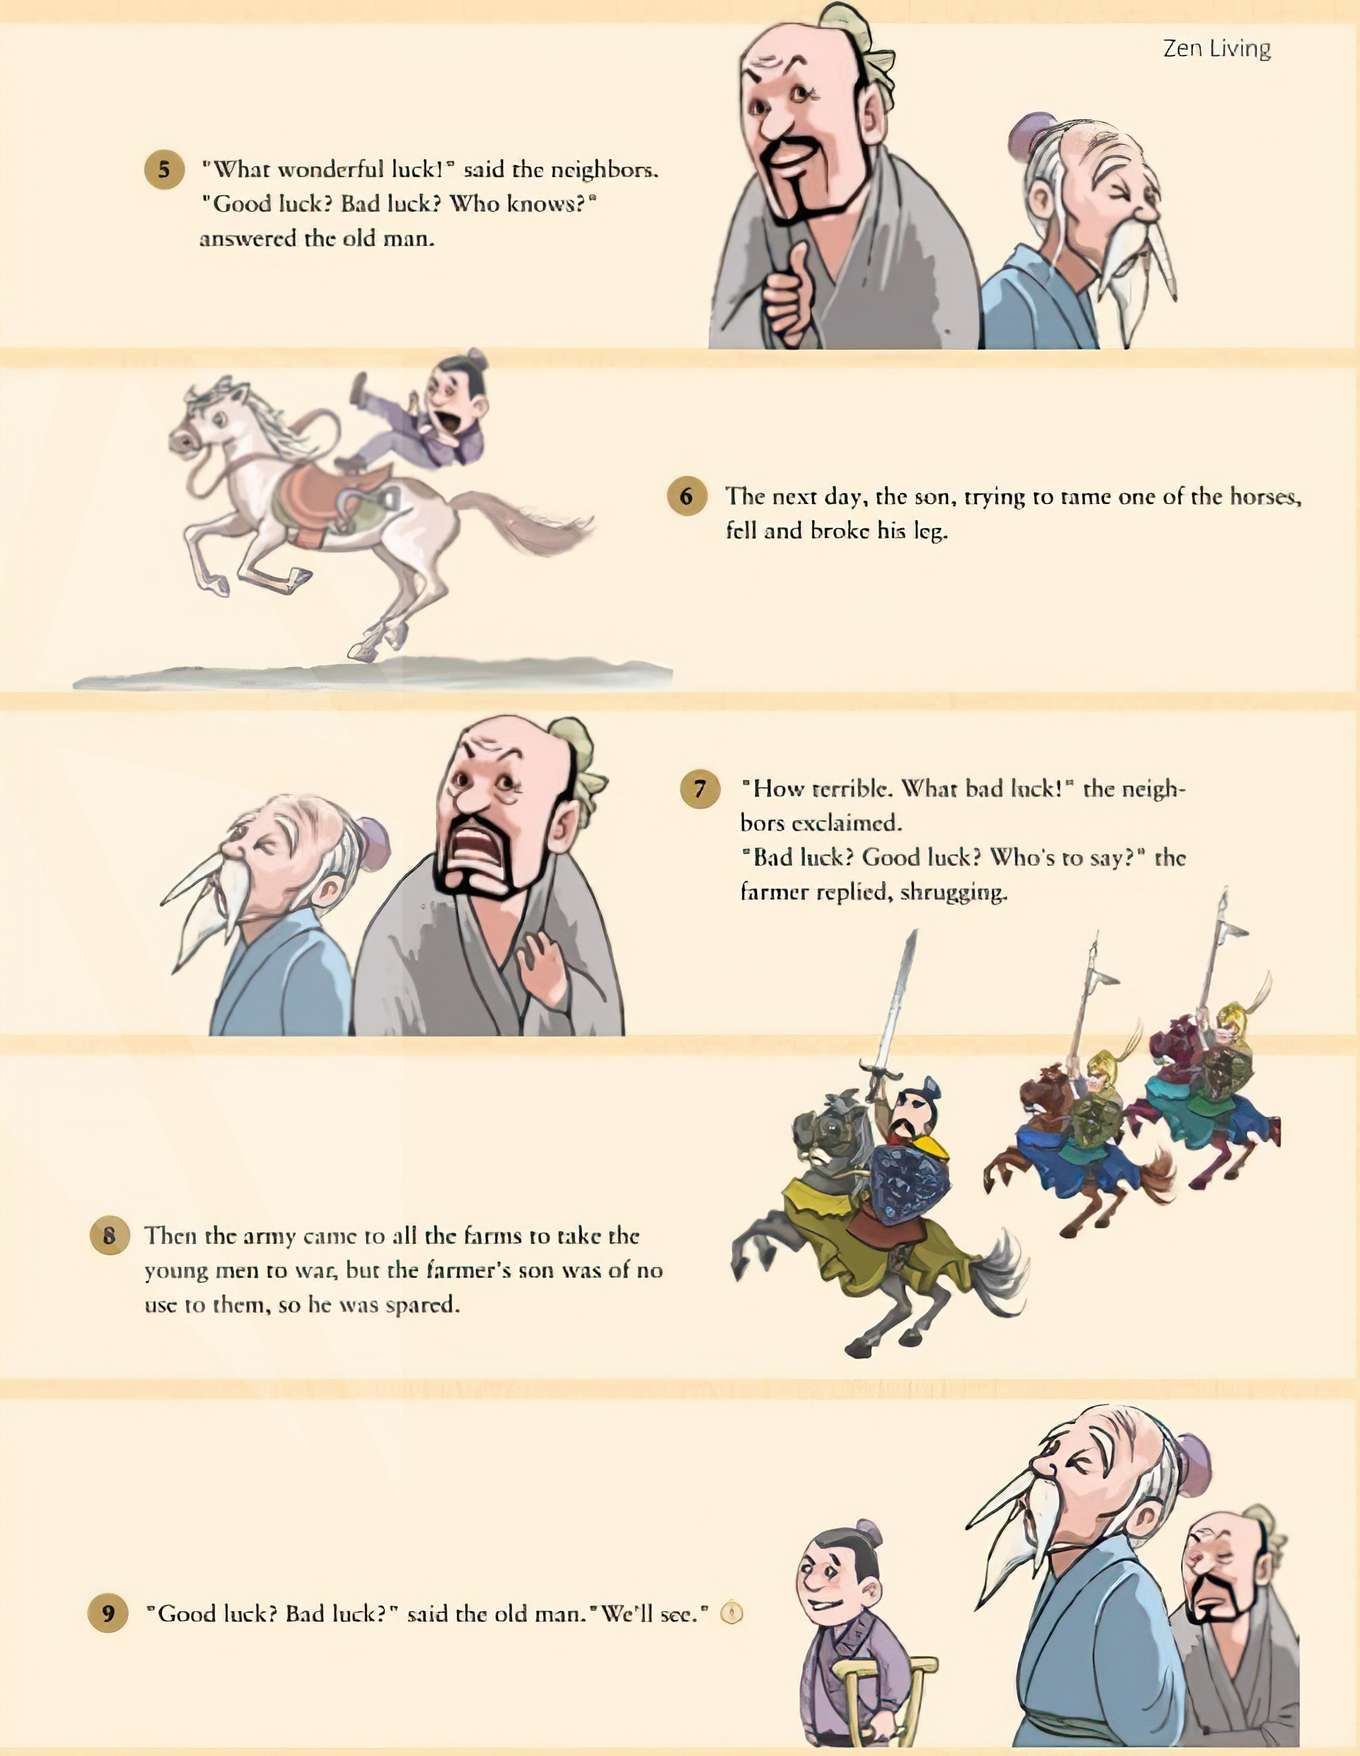 Zen Living
5 "What wonderful luck!" said the neighbors.
"Good luck? Bad luck? Who knows?"
answered the old man.
6 The next day, the son, trying to tame one of the horses,
fell and broke his leg.
7 "How terrible. What bad luck!" the neigh-
bors exclaimed.
"Bad luck? Good luck? Who's to say?" the
farmer replied, shrugging.
8 Then the army came to all the farms to take the
young men to war, but the farmer's son was of no
use to them, so he was spared.
9 "Good luck? Bad luck?" said the old man. "We'll see."